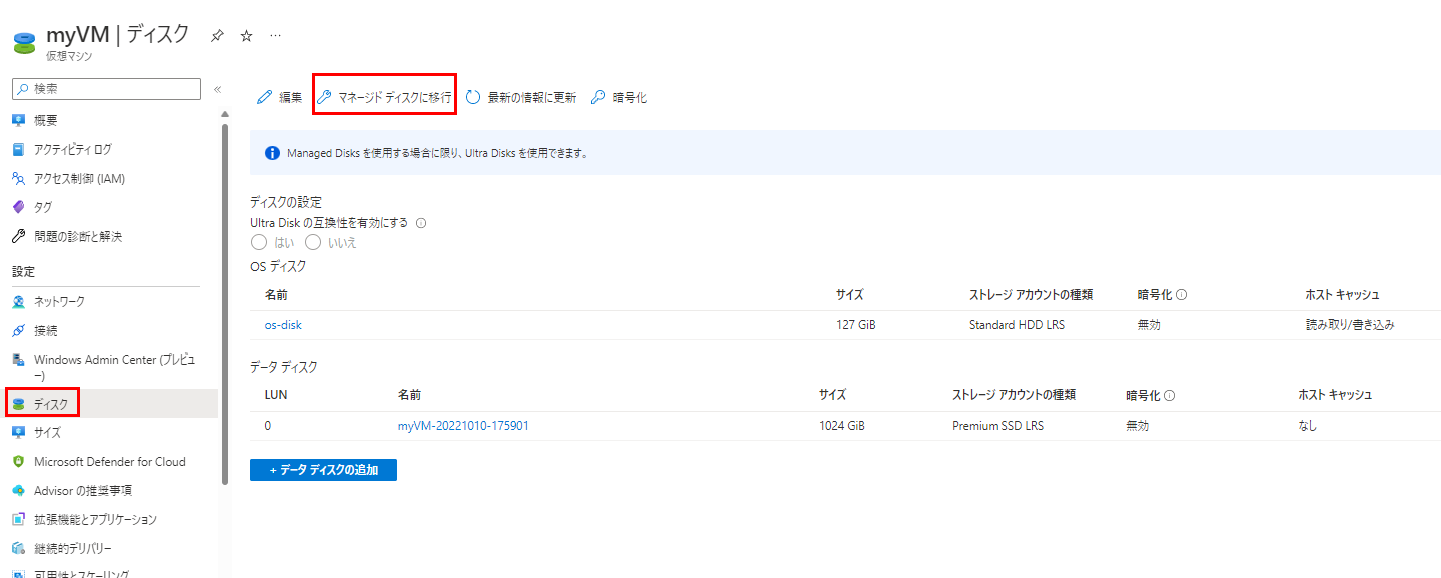 myVM | ディスク
仮想マシン
検索
«
概要
アクティビティ ログ
アクセス制御 (IAM)
タグ
問題の診断と解決
設定
ネットワーク
接続
Windows Admin Center (プレビュ
ー)
ディスク
サイズ
Microsoft Defender for Cloud
Advisor の推奨事項
拡張機能とアプリケーション
継続的デリバリー
可用性とスケーリング
編集 マネージド ディスクに移行 最新の情報に更新 暗号化
Managed Disks を使用する場合に限り、Ultra Disks を使用できます。
ディスクの設定
Ultra Disk の互換性を有効にする
はい いいえ
OS ディスク
名前 サイズ ストレージ アカウントの種類 暗号化 ホスト キャッシュ
os-disk 127 GiB Standard HDD LRS 無効 読み取り/書き込み
データ ディスク
LUN 名前 サイズ ストレージ アカウントの種類 暗号化 ホスト キャッシュ
0 myVM-20221010-175901 1024 GiB Premium SSD LRS 無効 なし
+ データ ディスクの追加